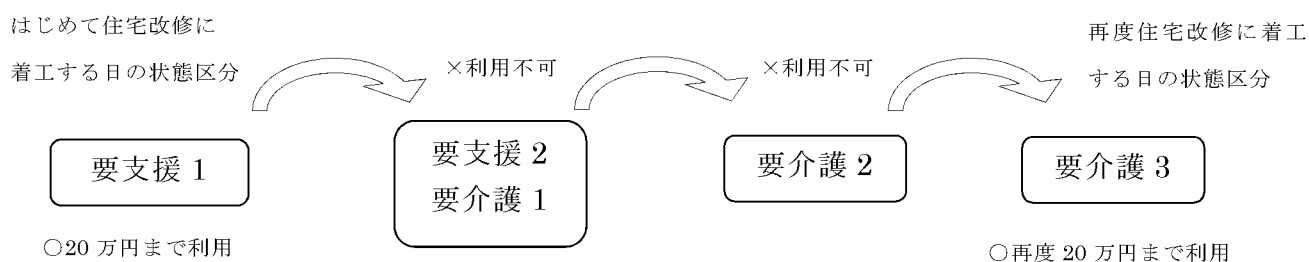 はじめて住宅改修に
着工する日の状態区分
×利用不可
×利用不可
再度住宅改修に着工
する日の状態区分
要支援 1
要支援 2
要介護 1
要介護 2
要介護 3
○20 万円まで利用
○再度 20 万円まで利用